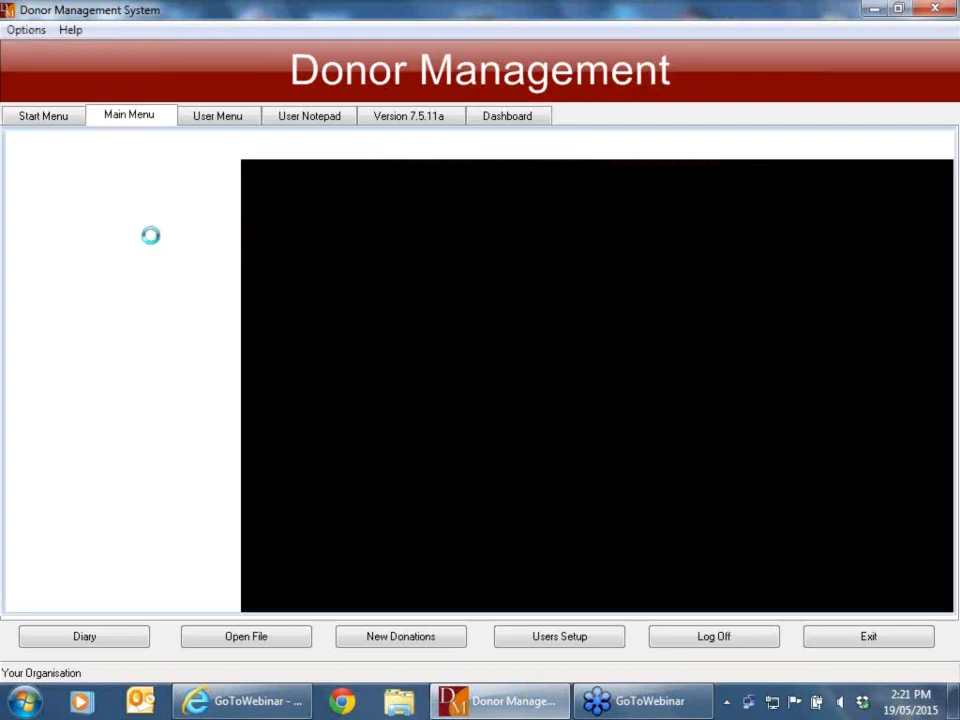 Donor Management System
Options Help
Donor Management
Start Menu Main Menu User Menu User Notepad Version 7.5.11a Dashboard
Diary Open File New Donations Users Setup Log Off Exit
Your Organisation
GoToWebinar - ... DM Donor Manage... GoToWebinar 2:21 PM
19/05/2015